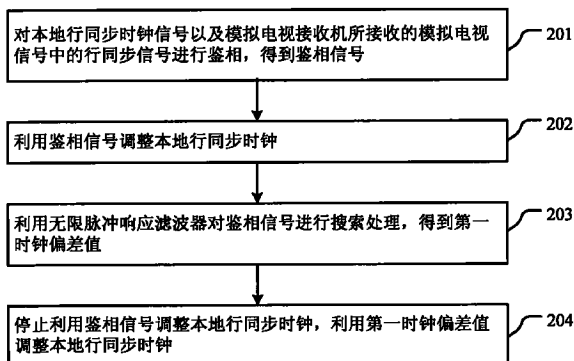 对本地行同步时钟信号以及模拟电视接收机所接收的模拟电视
信号中的行同步信号进行鉴相，得到鉴相信号
201
利用鉴相信号调整本地行同步时钟
202
利用无限脉冲响应滤波器对鉴相信号进行搜索处理，得到第一
时钟偏差值
203
停止利用鉴相信号调整本地行同步时钟，利用第一时钟偏差值
调整本地行同步时钟
204